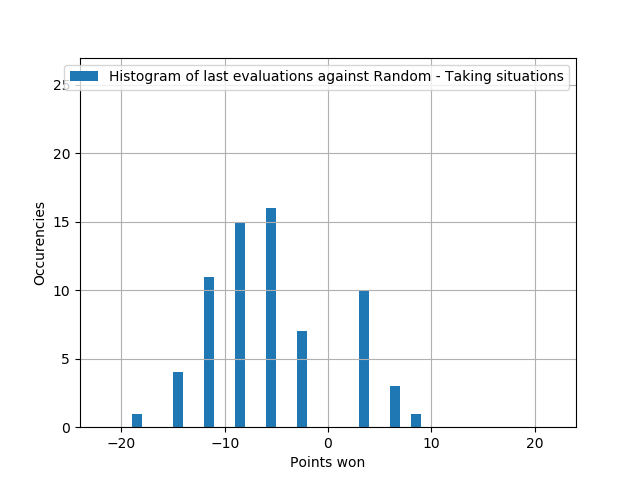 Histogram of last evaluations against Random - Taking situations
25
20
15
10
5
0
Occurencies
−20 −10 0 10 20
Points won